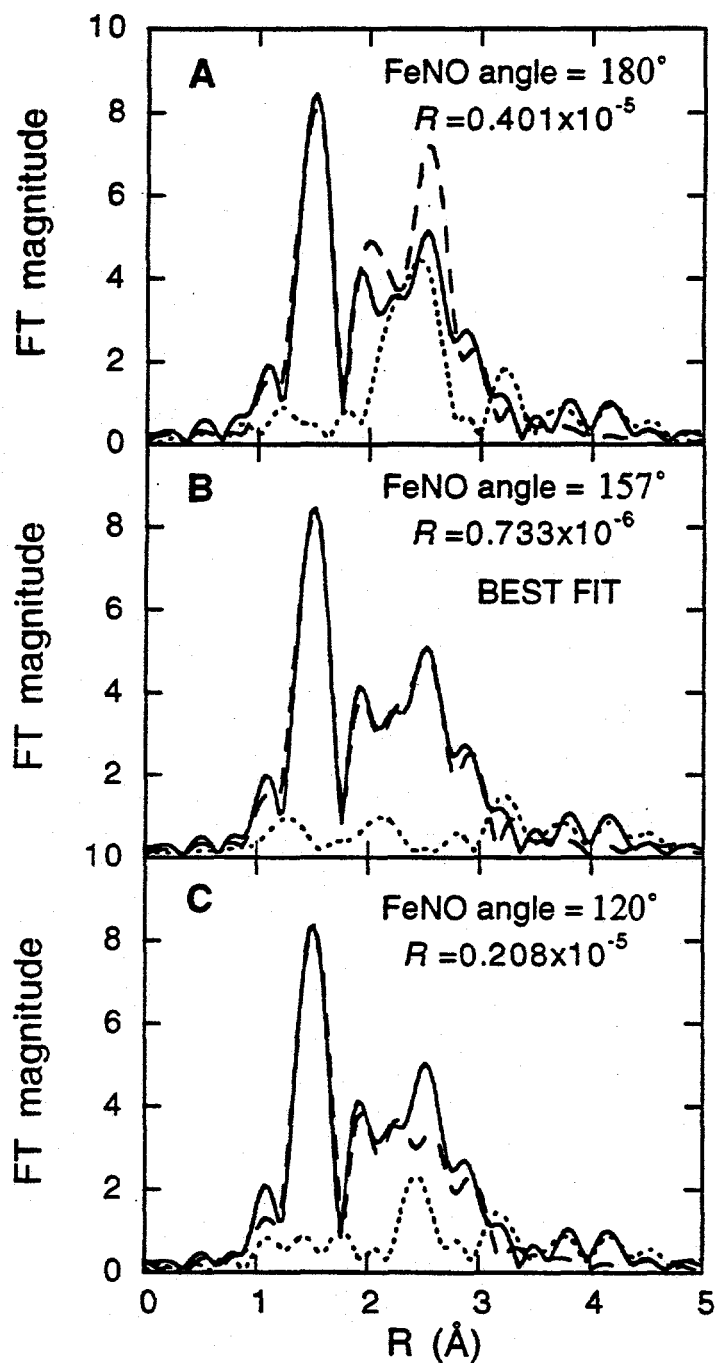 10
8
6
4
2
0
FT magnitude
A
FeNO angle = 180°
R =0.401x10-5
8
6
4
2
10
FT magnitude
B
FeNO angle = 157°
R =0.733x10-6
BEST FIT
8
6
4
2
0
FT magnitude
C
FeNO angle = 120°
R =0.208x10-5
0 1 2 3 4 5
R (Å)